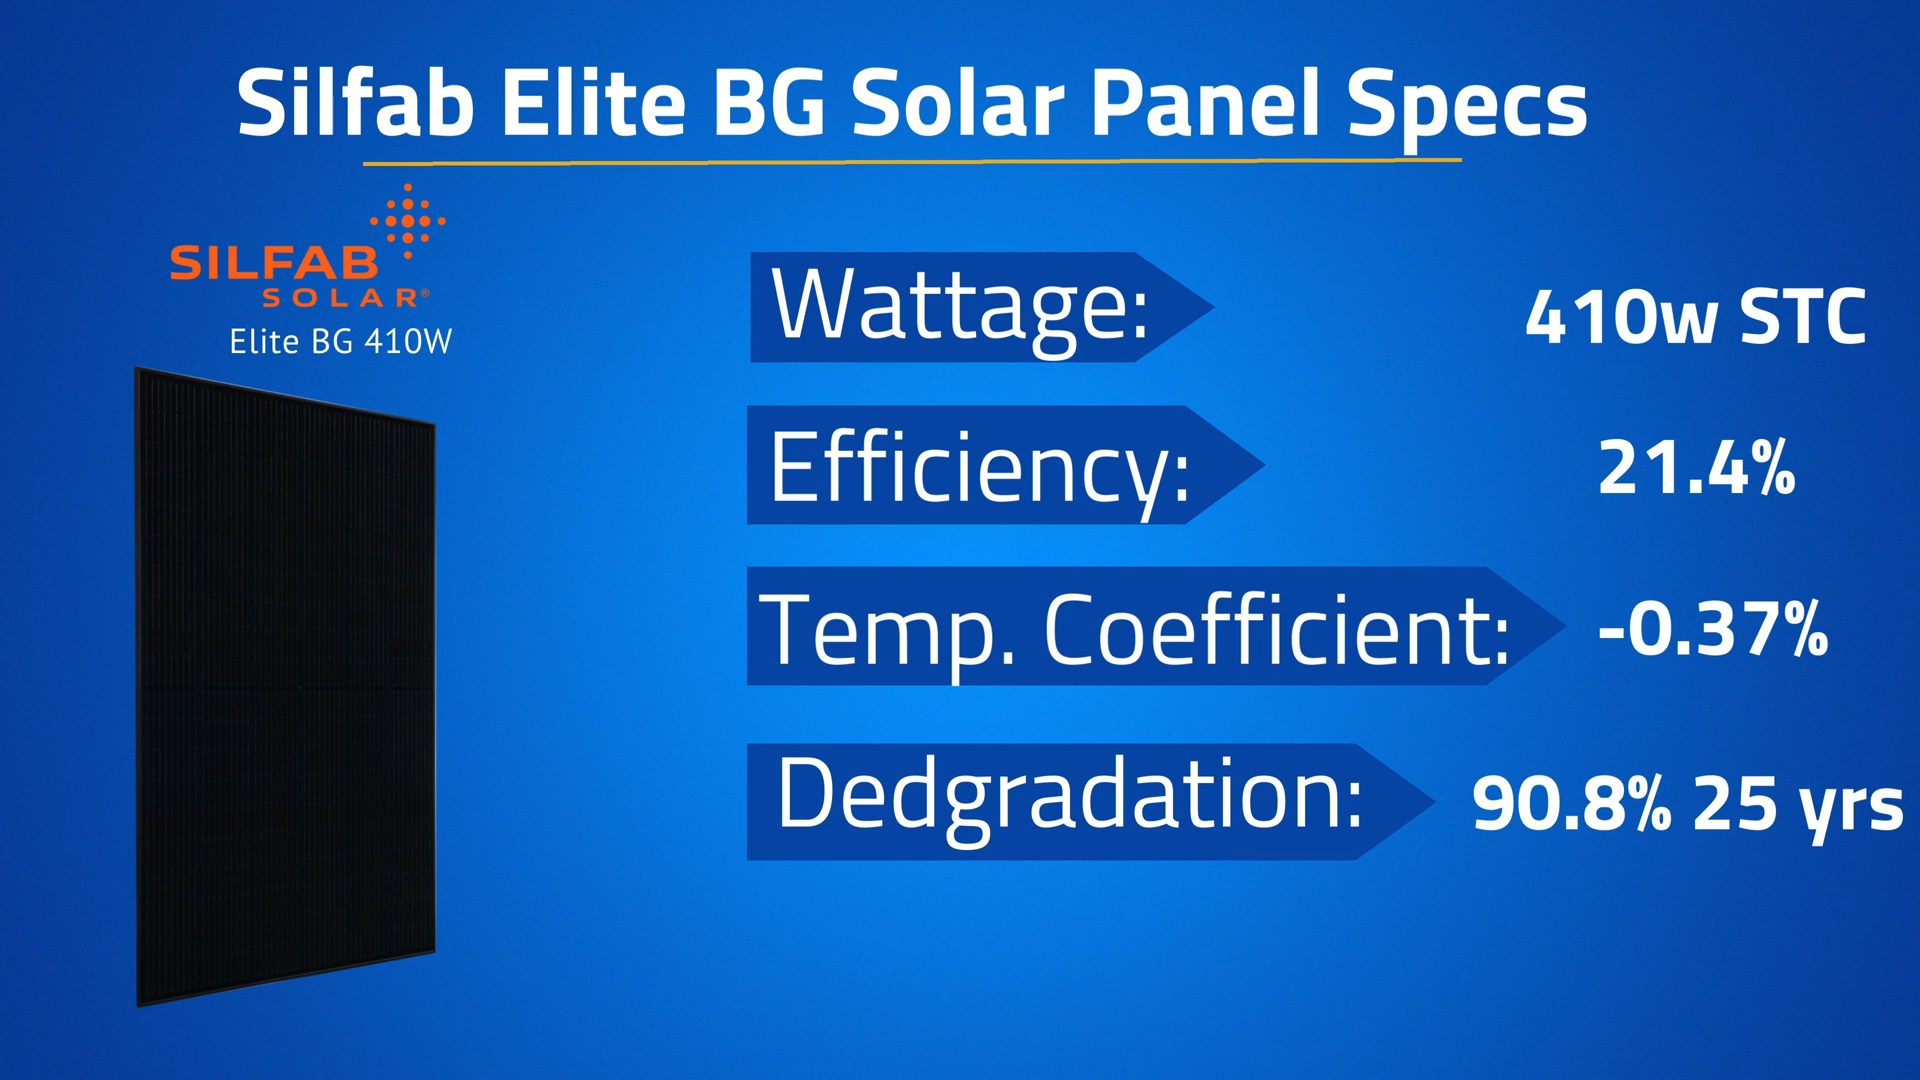 Silfab Elite BG Solar Panel Specs
SILFAB
SOLAR®
Elite BG 410W
Wattage: 410w STC
Efficiency: 21.4%
Temp. Coefficient: -0.37%
Dedgradation: 90.8% 25 yrs